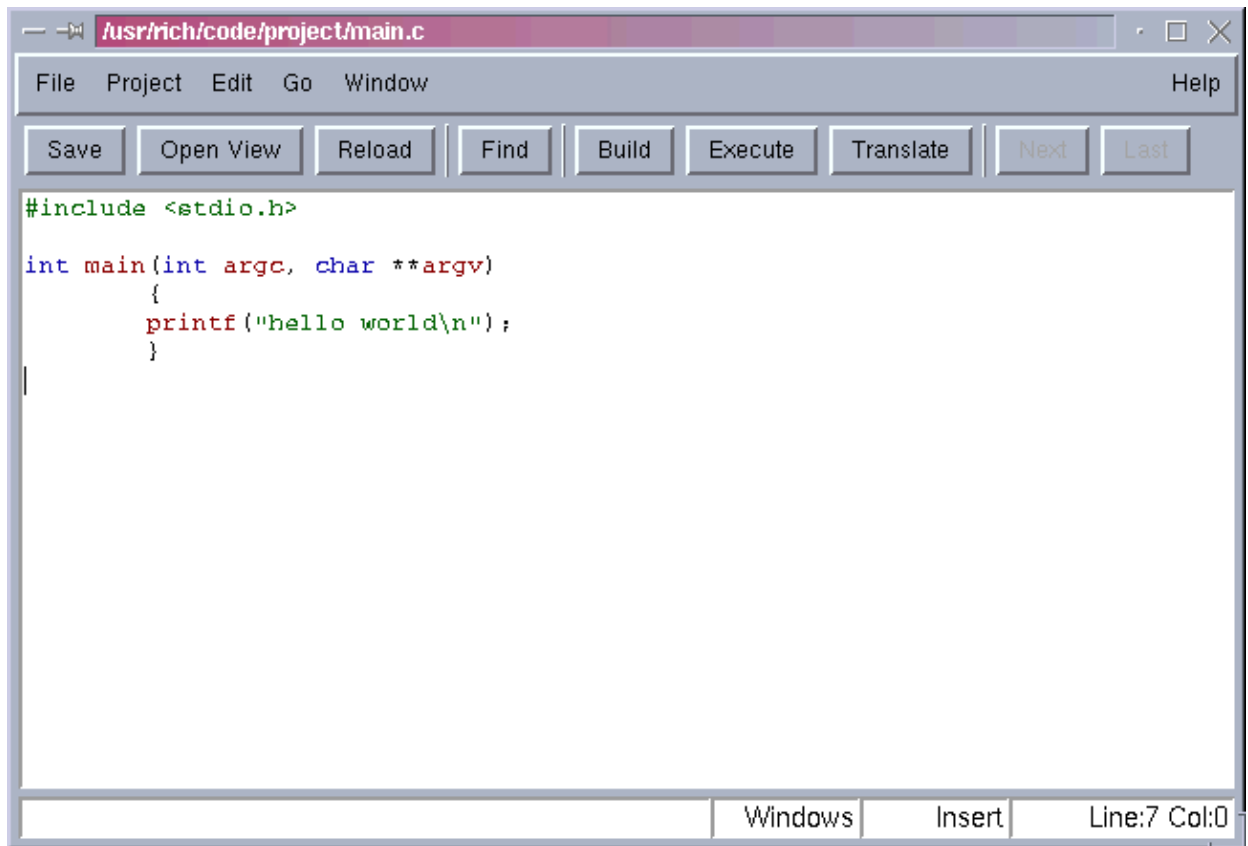 /usr/rich/code/project/main.c
File Project Edit Go Window Help
Save Open View Reload Find Build Execute Translate Next Last
#include <stdio.h>
int main(int argc, char **argv)
{
printf("hello world\n");
}
Windows Insert Line:7 Col:0